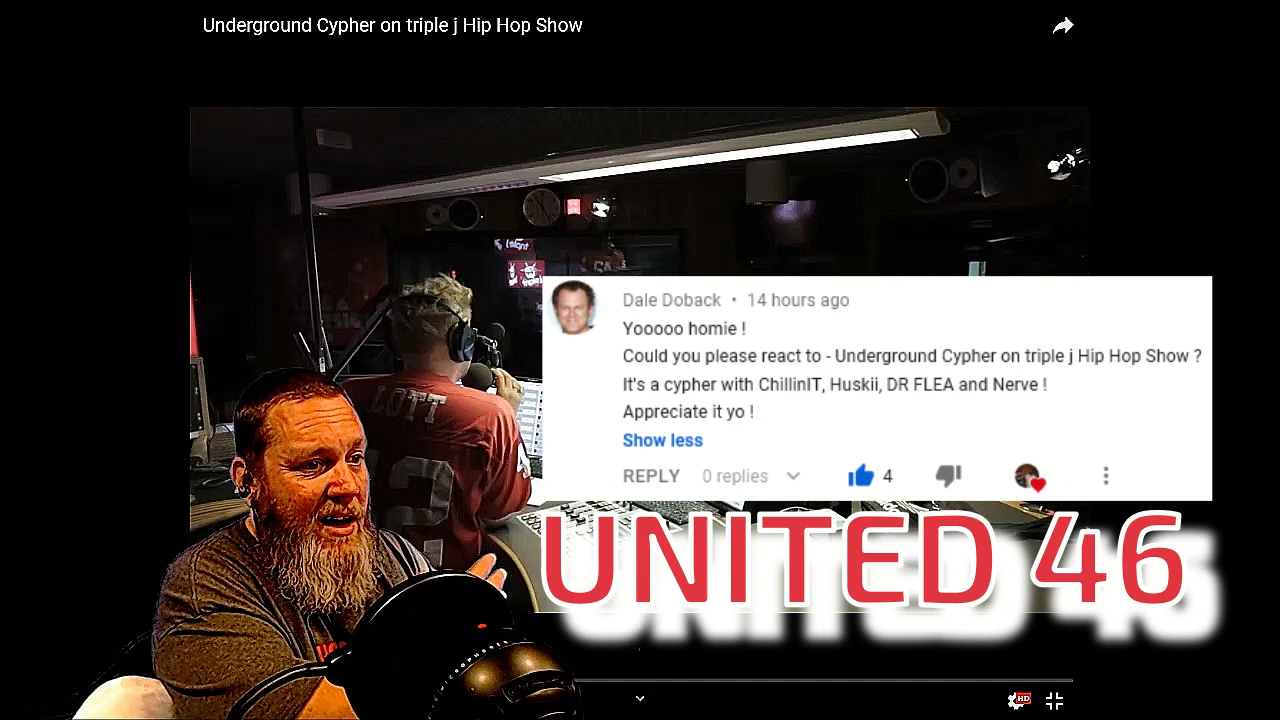 Underground Cypher on triple j Hip Hop Show
Dale Doback • 14 hours ago
Yooooo homie !
Could you please react to - Underground Cypher on triple j Hip Hop Show ?
It's a cypher with ChillinIT, Huskii, DR FLEA and Nerve !
Appreciate it yo !
Show less
REPLY 0 replies 4
LOTT
UNITED 46
HD